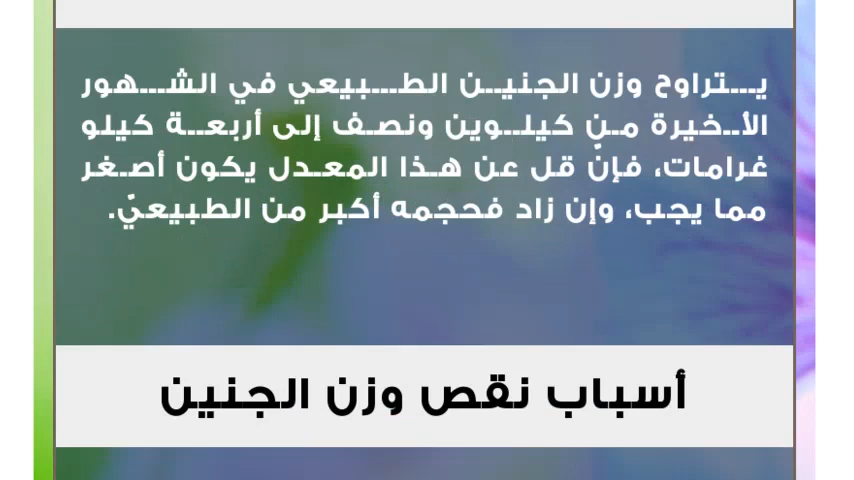 يتراوح وزن الجنين الطبيعي في الشهور
الأخيرة من كيلوين ونصف إلى أربعة كيلو
غرامات، فإنّ قل عن هذا المعدل يكون أصغر
مما يجب، وإن زاد فحجمه أكبر من الطبيعيّ.
أسباب نقص وزن الجنين